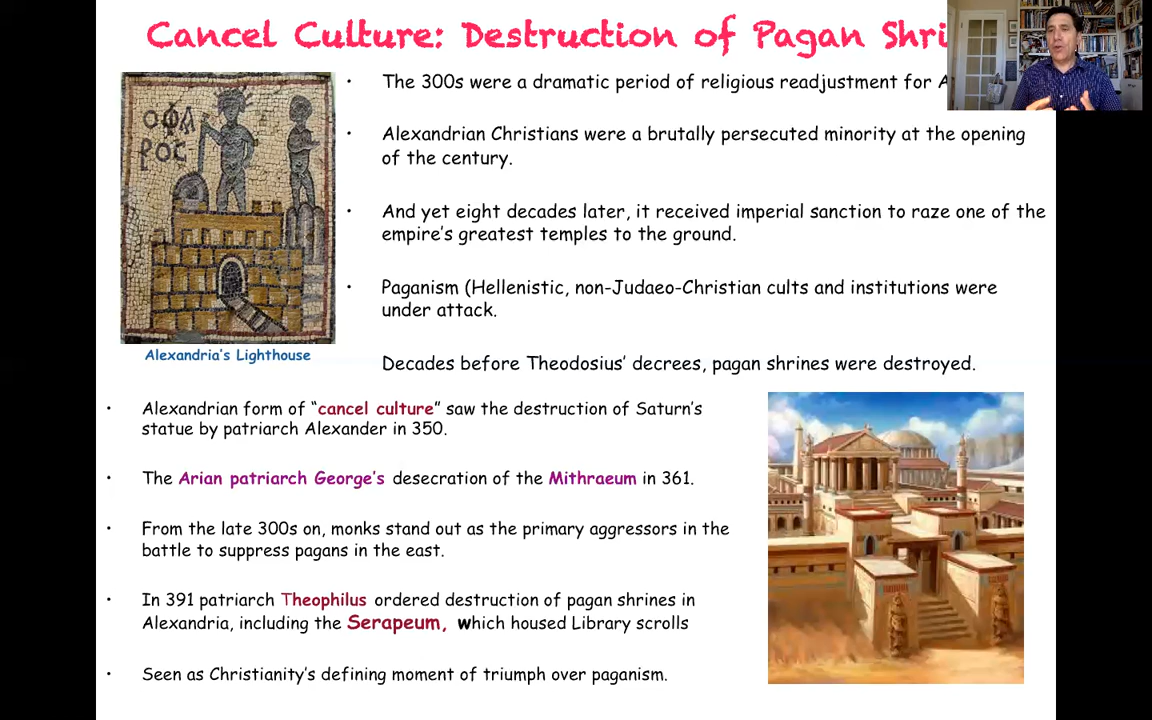 Cancel Culture: Destruction of Pagan Shri
ΟΦΑ
ΡΟC
Alexandria's Lighthouse
• The 300s were a dramatic period of religious readjustment for A
• Alexandrian Christians were a brutally persecuted minority at the opening
of the century.
• And yet eight decades later, it received imperial sanction to raze one of the
empire's greatest temples to the ground.
• Paganism (Hellenistic, non-Judaeo-Christian cults and institutions were
under attack.
Decades before Theodosius' decrees, pagan shrines were destroyed.
• Alexandrian form of “cancel culture” saw the destruction of Saturn's
statue by patriarch Alexander in 350.
• The Arian patriarch George's desecration of the Mithraeum in 361.
• From the late 300s on, monks stand out as the primary aggressors in the
battle to suppress pagans in the east.
• In 391 patriarch Theophilus ordered destruction of pagan shrines in
Alexandria, including the Serapeum, which housed Library scrolls
• Seen as Christianity's defining moment of triumph over paganism.